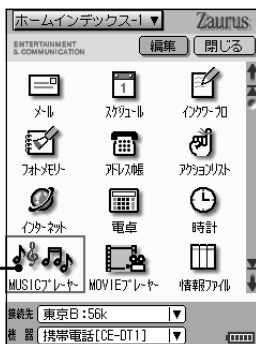 ホームインデックス-1 ▼ Zaurus
ENTERTAINMENT & COMMUNICATION 編集 閉じる
メール スケジュール インクワープロ
フォトメモリー アドレス帳 アクションリスト
インターネット 電卓 時計
MUSICプレーヤー MOVIEプレーヤー 情報ファイル
接続先 東京B:56k ▼
機器 携帯電話[CE-DT1] ▼